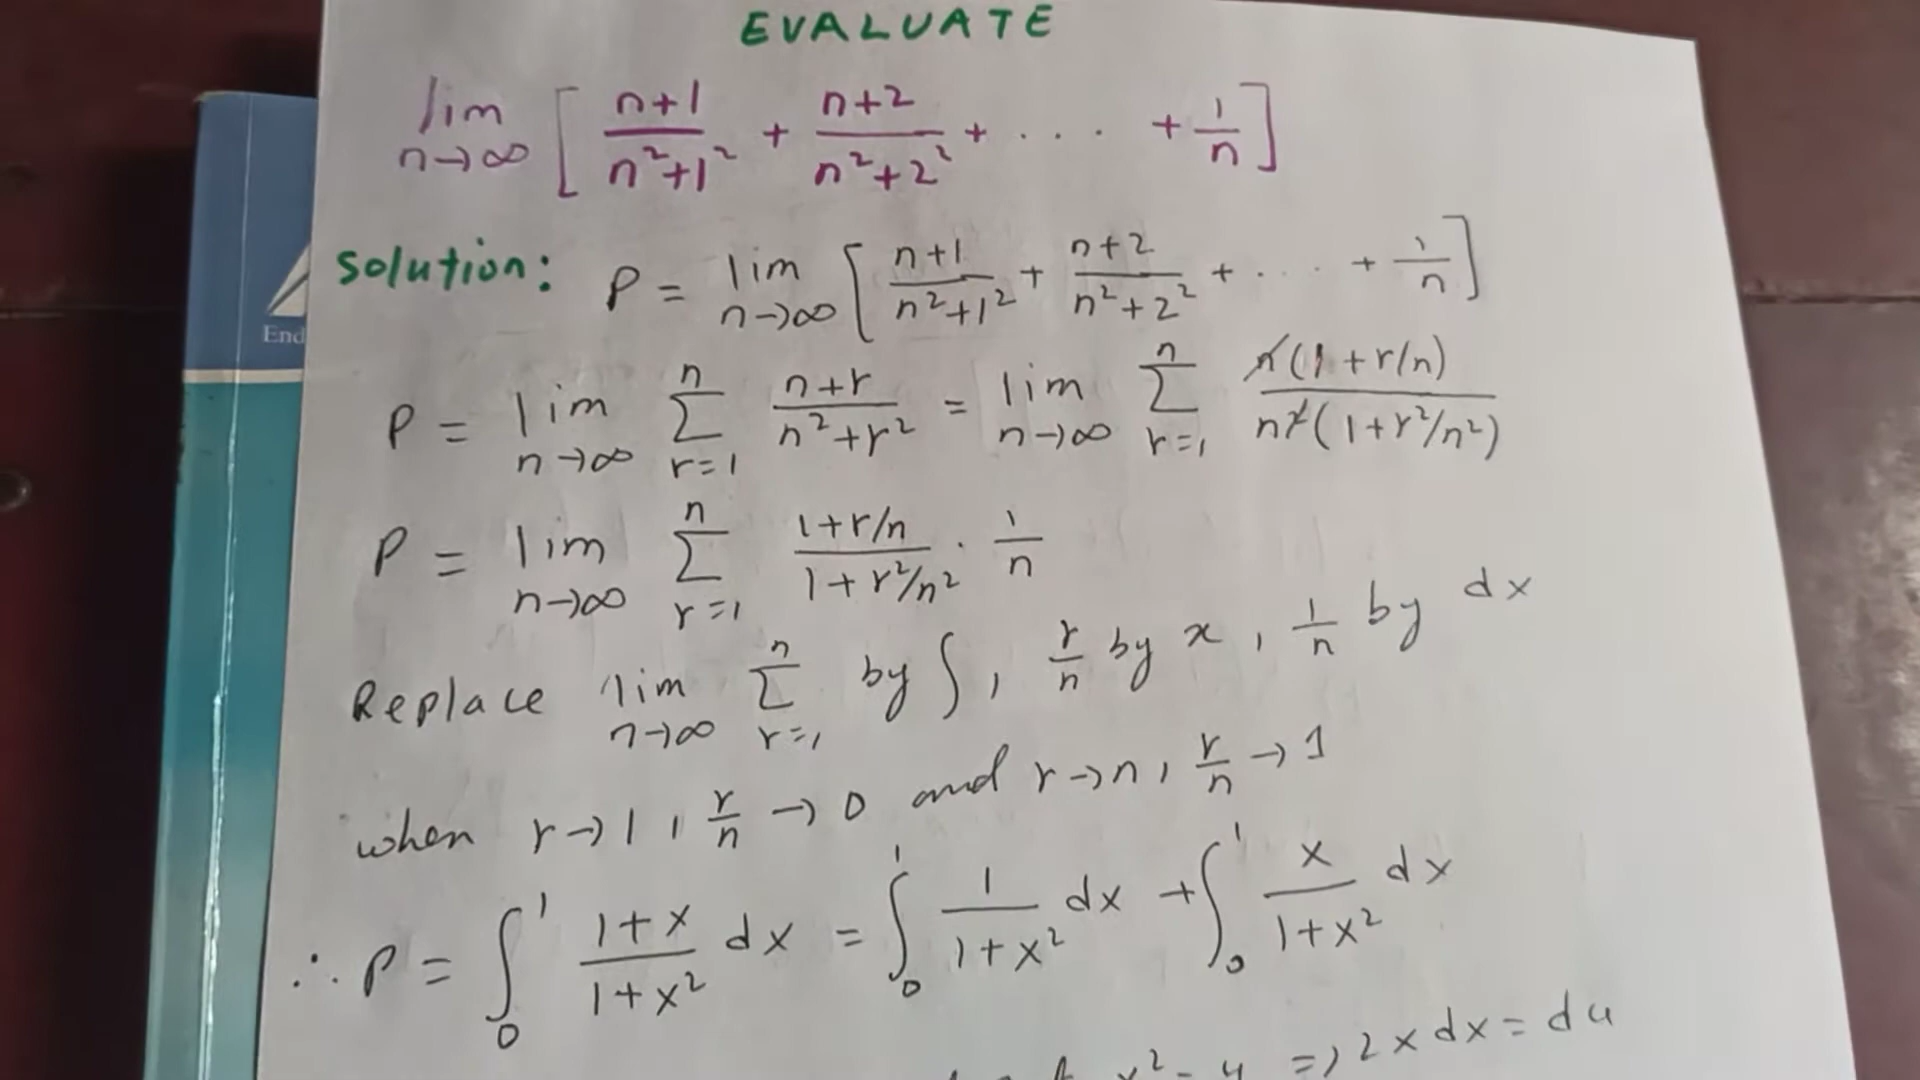 EVALUATE
lim n→∞ [ (n+1)/(n²+1²) + (n+2)/(n²+2²) + . . . . + 1/n ]
Solution: P = lim n→∞ [ (n+1)/(n²+1²) + (n+2)/(n²+2²) + . . . . + 1/n ]
End
P = lim n→∞ Σ r=1 n (n+r)/(n²+r²) = lim n→∞ Σ r=1 n n(1+r/n)/n²(1+r²/n²)
P = lim n→∞ Σ r=1 n (1+r/n)/(1+r²/n²) · 1/n
Replace lim n→∞ Σ r=1 n by ∫, r/n by x, 1/n by dx
when r→1, r/n → 0 and r→n, r/n → 1
∴ P = ∫₀¹ (1+x)/(1+x²) dx = ∫₀¹ 1/(1+x²) dx + ∫₀¹ x/(1+x²) dx
x² = u ⇒ 2x dx = du